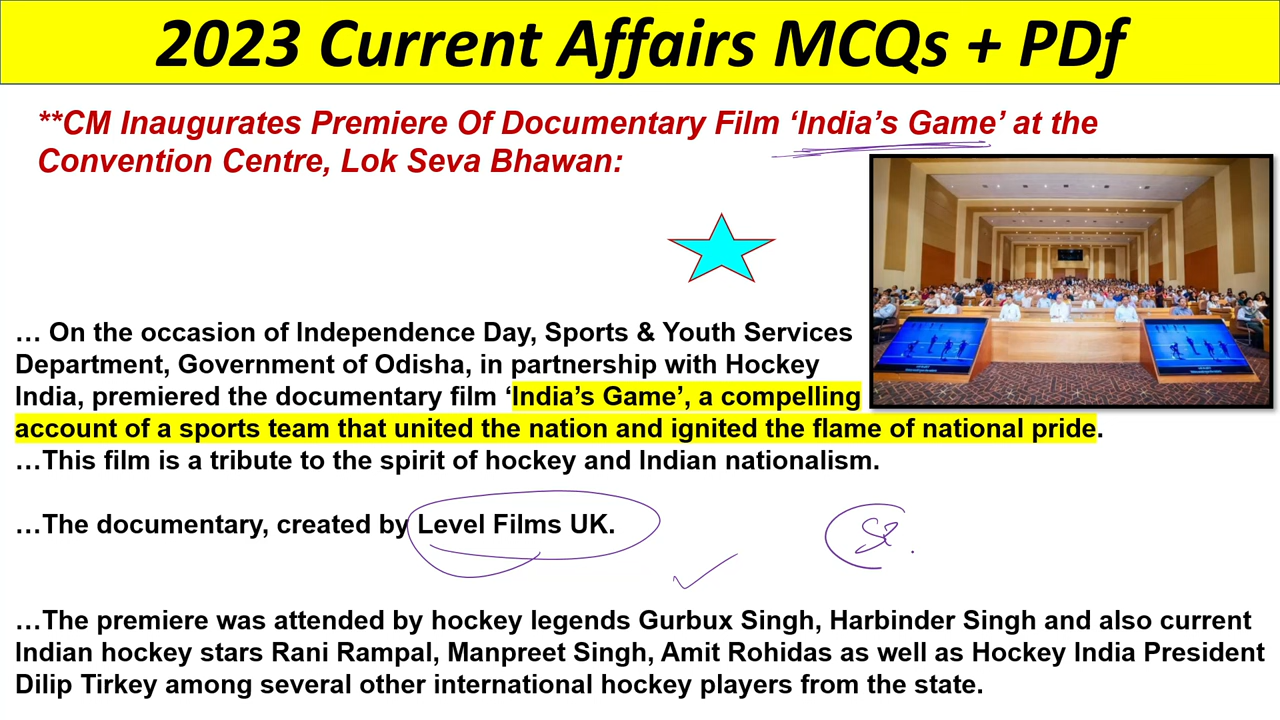 2023 Current Affairs MCQs + PDf
**CM Inaugurates Premiere Of Documentary Film ‘India’s Game’ at the
Convention Centre, Lok Seva Bhawan:
… On the occasion of Independence Day, Sports & Youth Services
Department, Government of Odisha, in partnership with Hockey
India, premiered the documentary film ‘India’s Game’, a compelling
account of a sports team that united the nation and ignited the flame of national pride.
…This film is a tribute to the spirit of hockey and Indian nationalism.
…The documentary, created by Level Films UK.
…The premiere was attended by hockey legends Gurbux Singh, Harbinder Singh and also current
Indian hockey stars Rani Rampal, Manpreet Singh, Amit Rohidas as well as Hockey India President
Dilip Tirkey among several other international hockey players from the state.